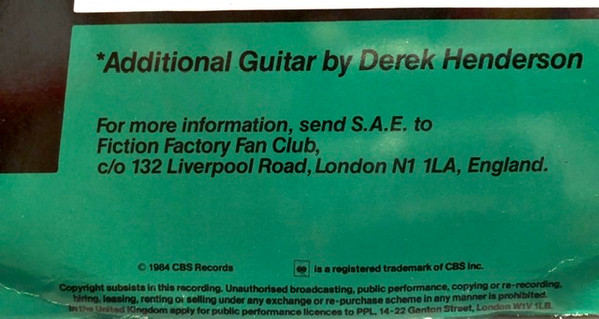 *Additional Guitar by Derek Henderson
For more information, send S.A.E. to
Fiction Factory Fan Club,
c/o 132 Liverpool Road, London N1 1LA, England.
© 1984 CBS Records
is a registered trademark of CBS Inc.
Copyright subsists in this recording. Unauthorised broadcasting, public performance, copying or re-recording,
hiring, leasing, renting or selling under any exchange or re-purchase scheme in any manner is prohibited.
In the United Kingdom apply for public performance licences to PPL, 14-22 Ganton Street, London W1V 1LB.